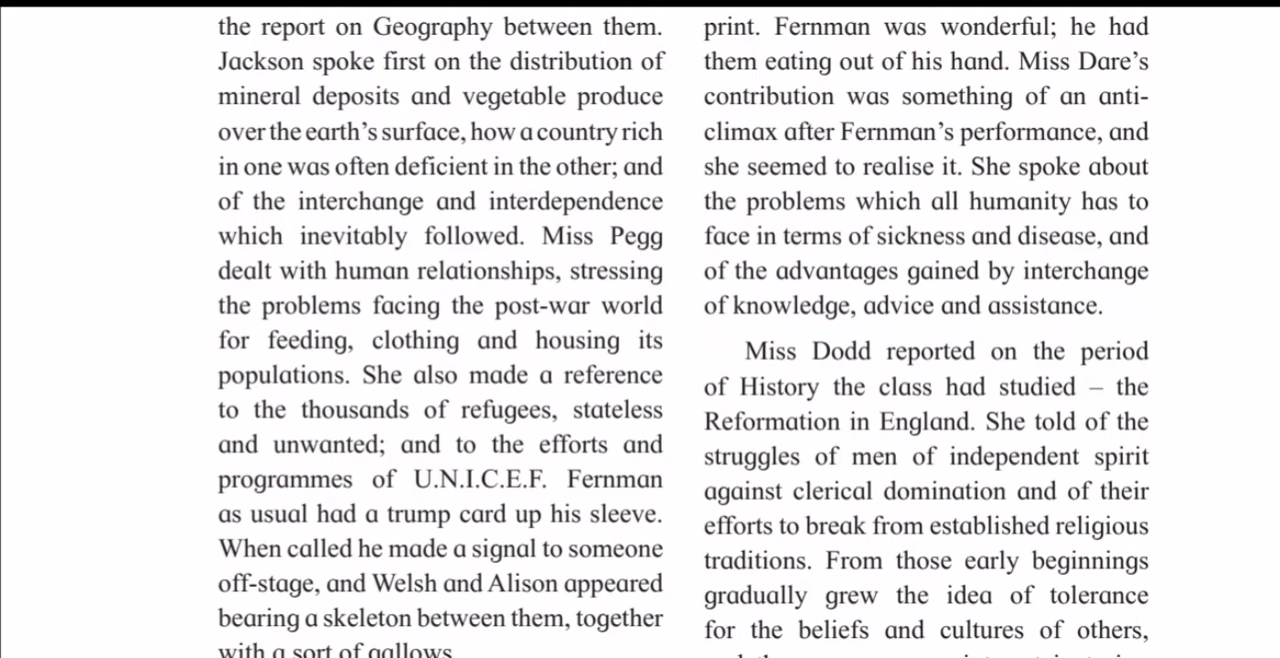 the report on Geography between them.
Jackson spoke first on the distribution of
mineral deposits and vegetable produce
over the earth's surface, how a country rich
in one was often deficient in the other; and
of the interchange and interdependence
which inevitably followed. Miss Pegg
dealt with human relationships, stressing
the problems facing the post-war world
for feeding, clothing and housing its
populations. She also made a reference
to the thousands of refugees, stateless
and unwanted; and to the efforts and
programmes of U.N.I.C.E.F. Fernman
as usual had a trump card up his sleeve.
When called he made a signal to someone
off-stage, and Welsh and Alison appeared
bearing a skeleton between them, together
with a sort of gallows
print. Fernman was wonderful; he had
them eating out of his hand. Miss Dare's
contribution was something of an anti-
climax after Fernman's performance, and
she seemed to realise it. She spoke about
the problems which all humanity has to
face in terms of sickness and disease, and
of the advantages gained by interchange
of knowledge, advice and assistance.
Miss Dodd reported on the period
of History the class had studied – the
Reformation in England. She told of the
struggles of men of independent spirit
against clerical domination and of their
efforts to break from established religious
traditions. From those early beginnings
gradually grew the idea of tolerance
for the beliefs and cultures of others,